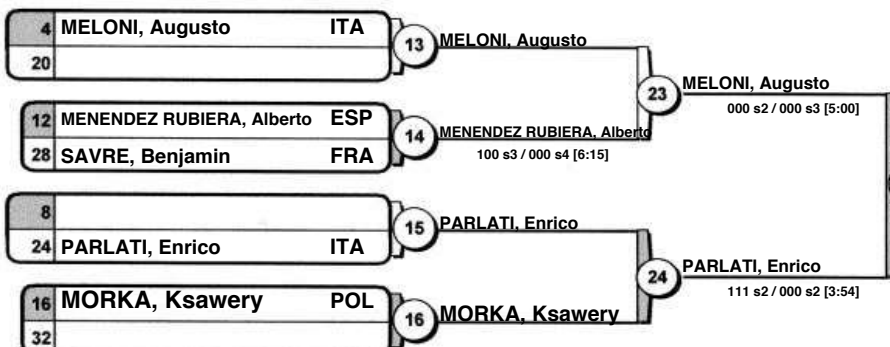 4 MELONI, Augusto ITA
20
13 MELONI, Augusto
12 MENENDEZ RUBIERA, Alberto ESP
28 SAVRE, Benjamin FRA
14 MENENDEZ RUBIERA, Alberto
100 s3 / 000 s4 [6:15]
23 MELONI, Augusto
000 s2 / 000 s3 [5:00]
8
24 PARLATI, Enrico ITA
15 PARLATI, Enrico
16 MORKA, Ksawery POL
32
16 MORKA, Ksawery
24 PARLATI, Enrico
111 s2 / 000 s2 [3:54]